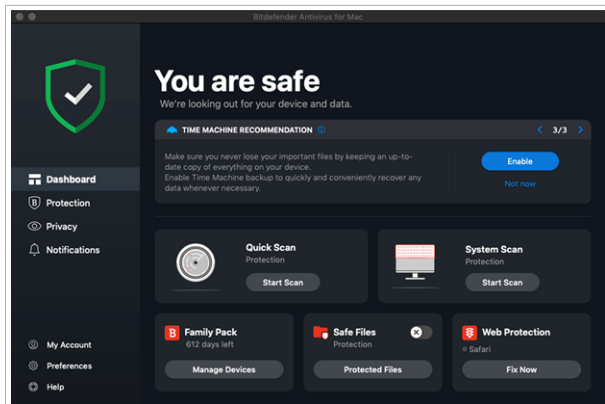 Bitdefender Antivirus for Mac
You are safe
We're looking out for your device and data.
TIME MACHINE RECOMMENDATION
3/3
Make sure you never lose your important files by keeping an up-to-
date copy of everything on your device.
Enable Time Machine backup to quickly and conveniently recover any
data whenever necessary.
Enable
Not now
Dashboard
Protection
Privacy
Notifications
My Account
Preferences
Help
Quick Scan
Protection
Start Scan
System Scan
Protection
Start Scan
B
Family Pack
612 days left
Manage Devices
Safe Files
Protection
Protected Files
Web Protection
Safari
Fix Now